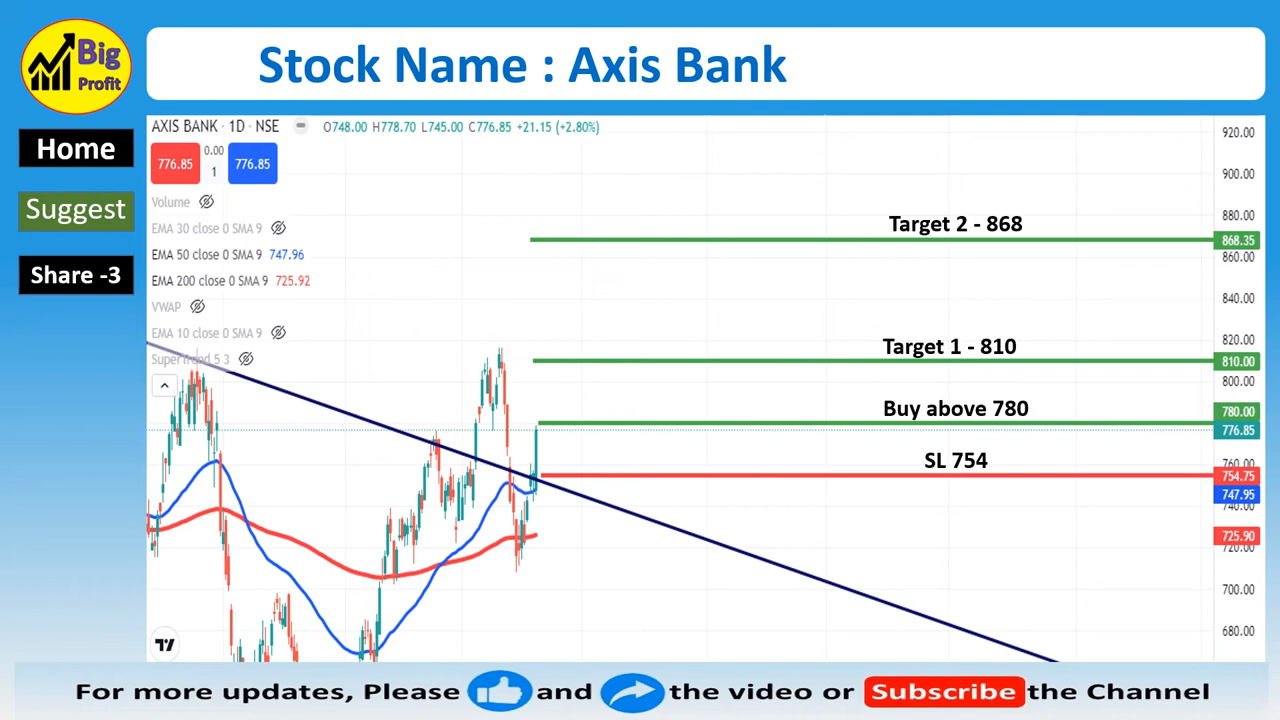 Big
Profit
Stock Name : Axis Bank
Home
Suggest
Share -3
AXIS BANK · 1D · NSE O748.00 H778.70 L745.00 C776.85 +21.15 (+2.80%)
776.85 0.00 1 776.85
Volume
EMA 30 close 0 SMA 9
EMA 50 close 0 SMA 9 747.96
EMA 200 close 0 SMA 9 725.92
VWAP
EMA 10 close 0 SMA 9
SuperTrend 5 3
Target 2 - 868
Target 1 - 810
Buy above 780
SL 754
920.00
900.00
880.00
868.35
860.00
840.00
820.00
810.00
800.00
780.00
776.85
760.00
754.75
747.95
740.00
725.90
720.00
700.00
680.00
For more updates, Please and the video or Subscribe the Channel